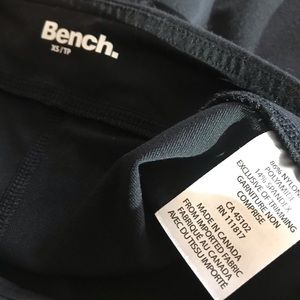 Bench.
XS/TP
86% NYLON
POLYAMIDE
14% SPANDEX
EXCLUSIVE OF TRIMMING
GARNITURE NON
COMPRISE
CA 45102
RN 111817
MADE IN CANADA
FROM IMPORTED FABRIC
FABRIQUÉ AU CANADA
AVEC DU TISSU IMPORTÉ